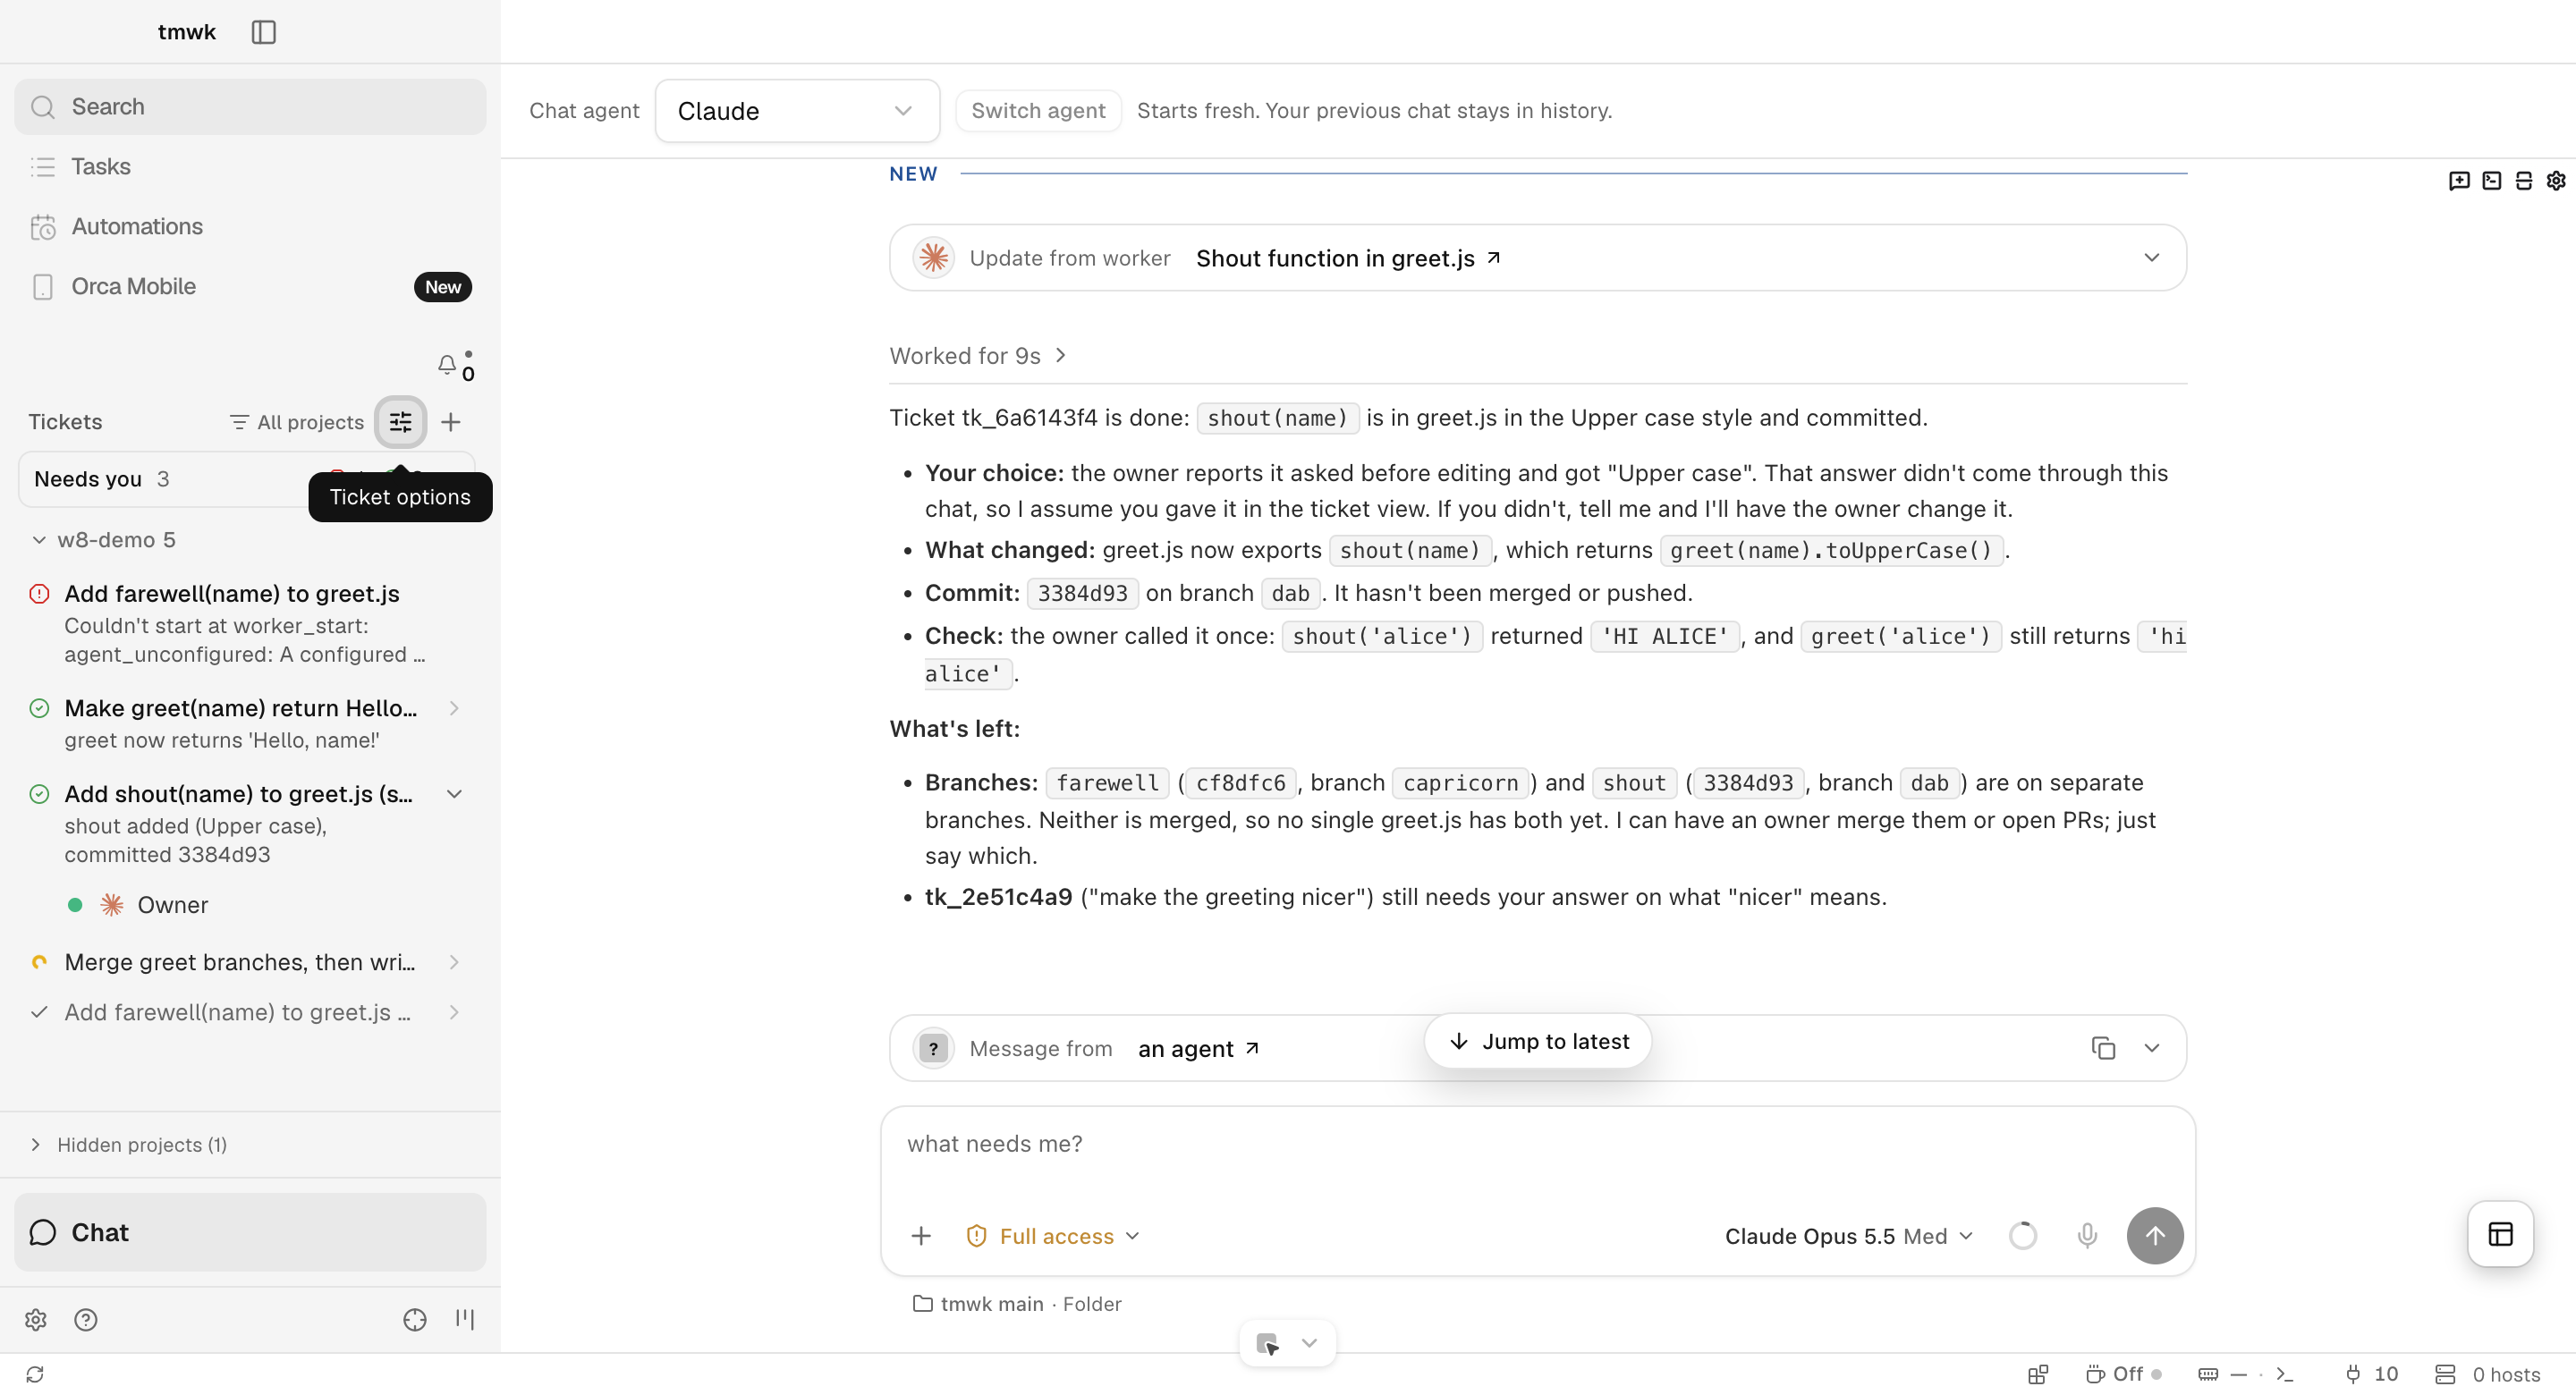 tmwk
Search
Tasks
Automations
Orca Mobile New
0
Tickets All projects
Needs you 3
Ticket options
w8-demo 5
Add farewell(name) to greet.js
Couldn't start at worker_start:
agent_unconfigured: A configured …
Make greet(name) return Hello…
greet now returns 'Hello, name!'
Add shout(name) to greet.js (s…
shout added (Upper case),
committed 3384d93
Owner
Merge greet branches, then wri…
Add farewell(name) to greet.js …
Hidden projects (1)
Chat
Chat agent Claude Switch agent Starts fresh. Your previous chat stays in history.
NEW
Update from worker Shout function in greet.js
Worked for 9s
Ticket tk_6a6143f4 is done: shout(name) is in greet.js in the Upper case style and committed.
• Your choice: the owner reports it asked before editing and got "Upper case". That answer didn't come through this
chat, so I assume you gave it in the ticket view. If you didn't, tell me and I'll have the owner change it.
• What changed: greet.js now exports shout(name), which returns greet(name).toUpperCase().
• Commit: 3384d93 on branch dab. It hasn't been merged or pushed.
• Check: the owner called it once: shout('alice') returned 'HI ALICE', and greet('alice') still returns 'hi
alice'.
What's left:
• Branches: farewell (cf8dfc6, branch capricorn) and shout (3384d93, branch dab) are on separate
branches. Neither is merged, so no single greet.js has both yet. I can have an owner merge them or open PRs; just
say which.
• tk_2e51c4a9 ("make the greeting nicer") still needs your answer on what "nicer" means.
? Message from an agent
Jump to latest
what needs me?
Full access Claude Opus 5.5 Med
tmwk main · Folder
Off — · 10 0 hosts